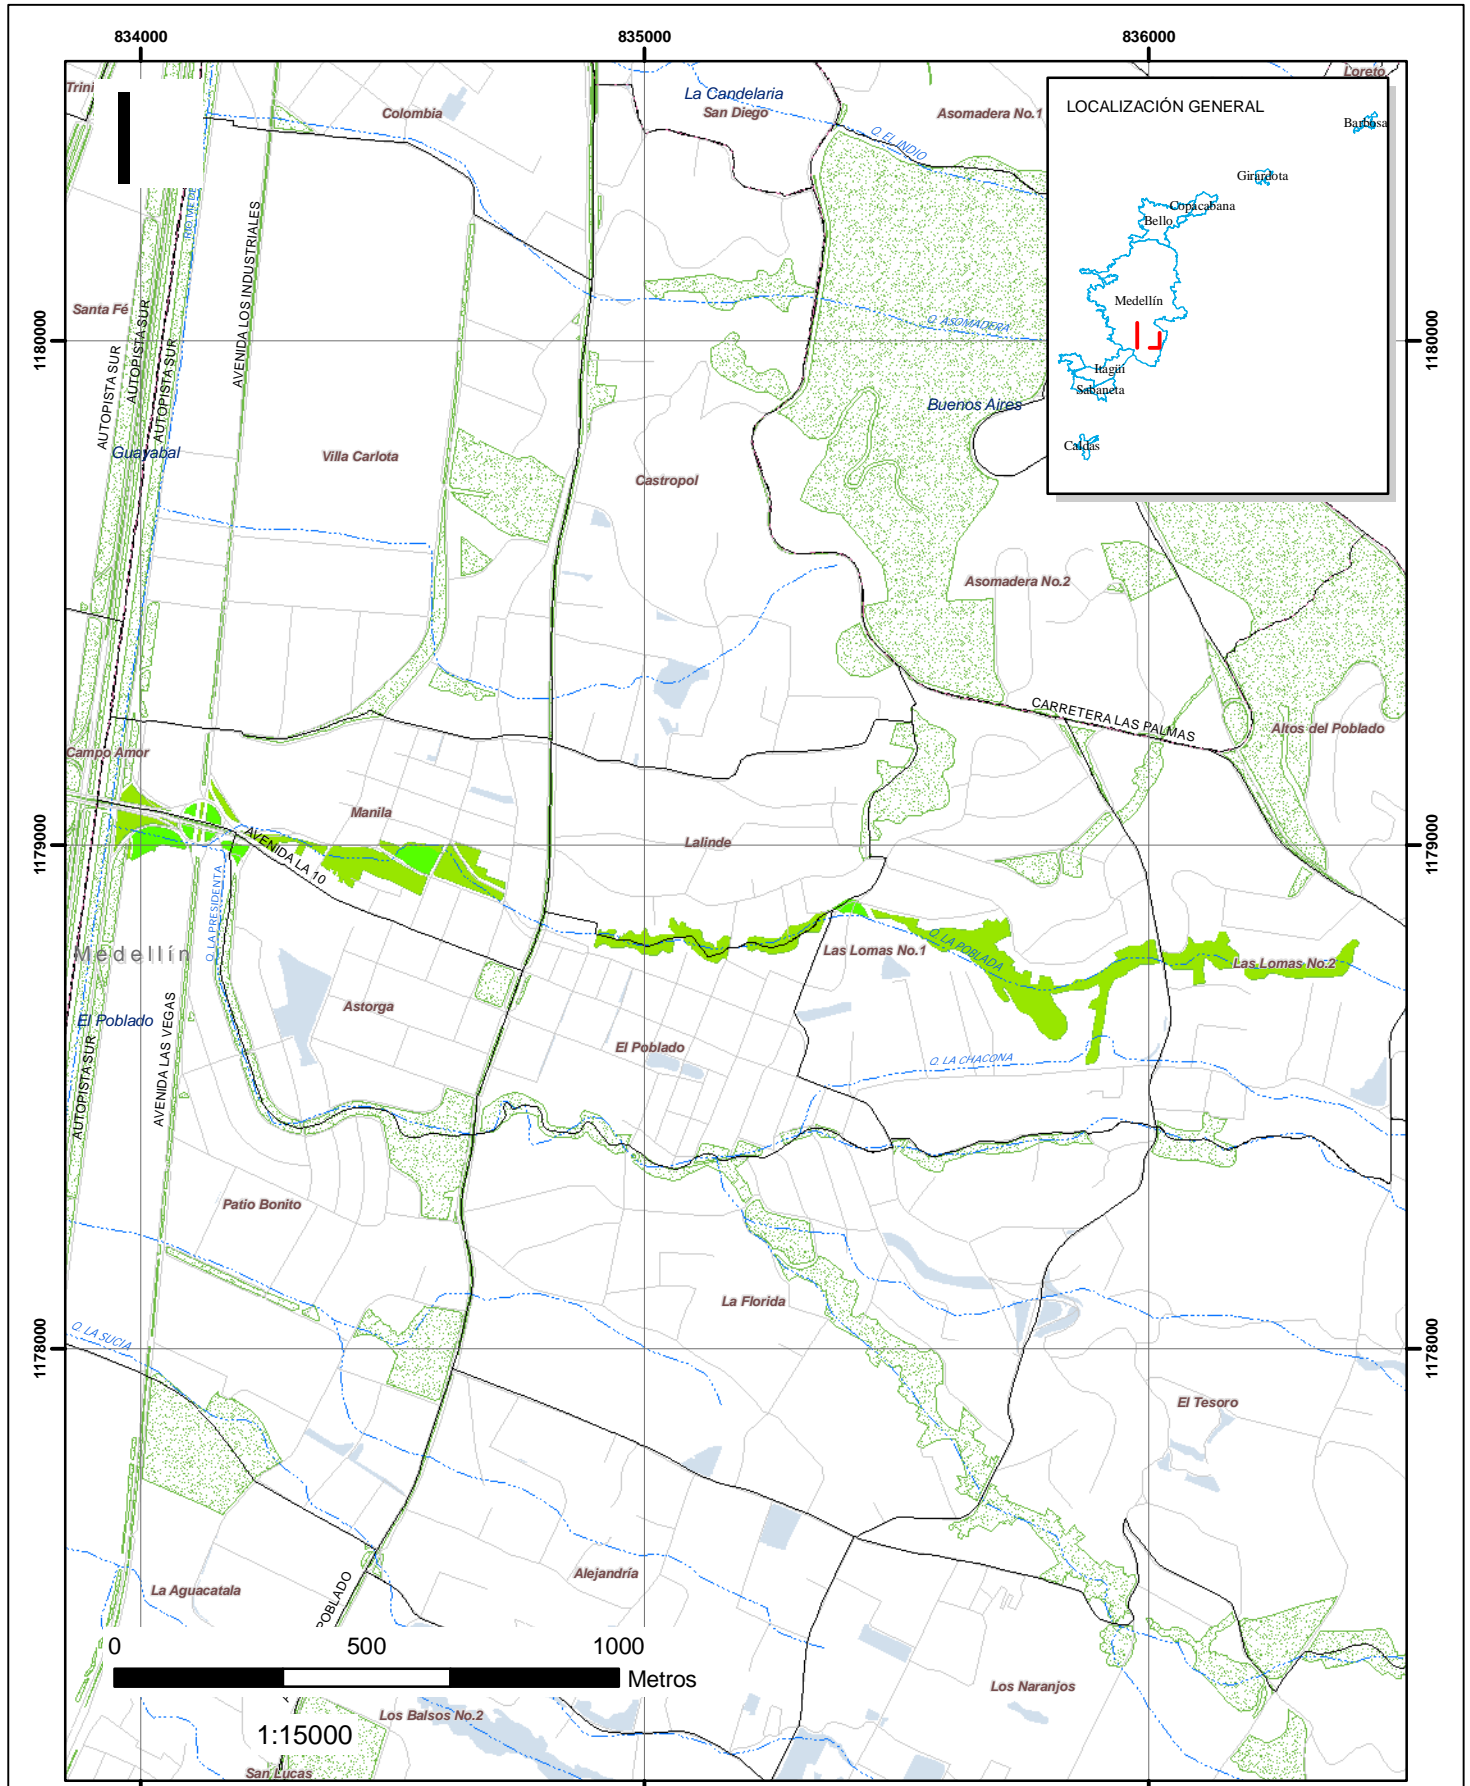 834000
835000
836000
Trini
Colombia
La Candelaria
San Diego
Asomadera No.1
Loreto
LOCALIZACIÓN GENERAL
Barbosa
Girardota
Copacabana
Bello
Medellín
Itagüí
Sabaneta
Caldas
Q. EL INDIO
RIO MED
AVENIDA LOS INDUSTRIALES
Santa Fé
AUTOPISTA SUR
AUTOPISTA SUR
AUTOPISTA SUR
1180000
1180000
Q. ASOMADERA
Buenos Aires
Guayabal
Villa Carlota
Castropol
Asomadera No.2
CARRETERA LAS PALMAS
Altos del Poblado
Campo Amor
Manila
AVENIDA LA 10
Lalinde
1179000
1179000
Q. LA PRESIDENTA
Medellín
Las Lomas No.1
Q. LA POBLADA
Las Lomas No.2
Astorga
El Poblado
AUTOPISTA SUR
AVENIDA LAS VEGAS
El Poblado
Q. LA CHACONA
Patio Bonito
La Florida
Q. LA SUCIA
1178000
1178000
El Tesoro
La Aguacatala
POBLADO
Alejandría
0 500 1000
Metros
Los Naranjos
Los Balsos No.2
1:15000
San Lucas